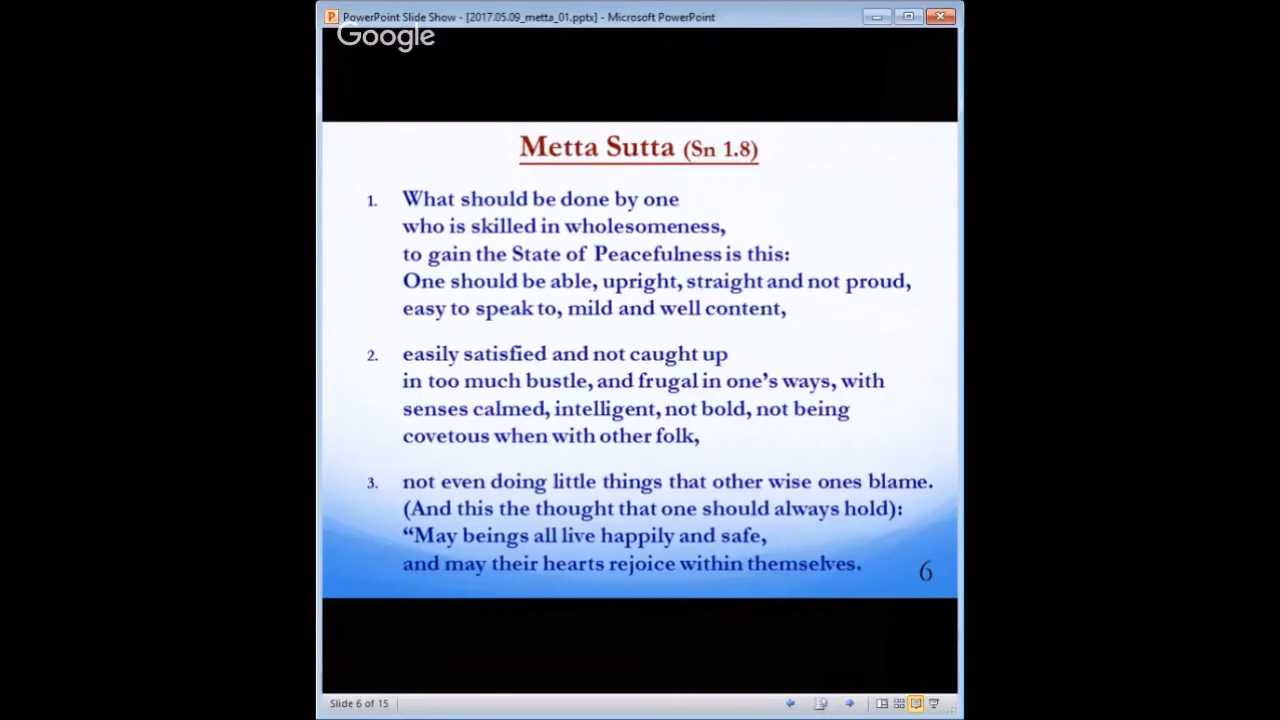 PowerPoint Slide Show - [2017.05.09_metta_01.pptx] - Microsoft PowerPoint
Google
Metta Sutta (Sn 1.8)
1. What should be done by one
who is skilled in wholesomeness,
to gain the State of Peacefulness is this:
One should be able, upright, straight and not proud,
easy to speak to, mild and well content,
2. easily satisfied and not caught up
in too much bustle, and frugal in one’s ways, with
senses calmed, intelligent, not bold, not being
covetous when with other folk,
3. not even doing little things that other wise ones blame.
(And this the thought that one should always hold):
“May beings all live happily and safe,
and may their hearts rejoice within themselves.
6
Slide 6 of 15